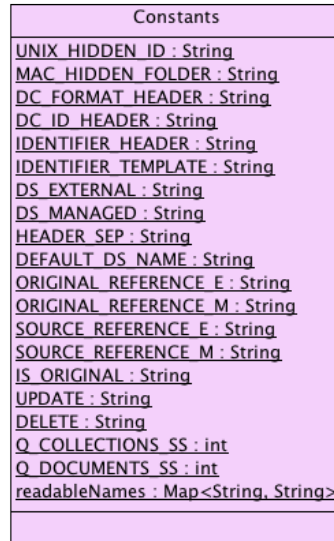 Constants
UNIX_HIDDEN_ID : String
MAC_HIDDEN_FOLDER : String
DC_FORMAT_HEADER : String
DC_ID_HEADER : String
IDENTIFIER_HEADER : String
IDENTIFIER_TEMPLATE : String
DS_EXTERNAL : String
DS_MANAGED : String
HEADER_SEP : String
DEFAULT_DS_NAME : String
ORIGINAL_REFERENCE_E : String
ORIGINAL_REFERENCE_M : String
SOURCE_REFERENCE_E : String
SOURCE_REFERENCE_M : String
IS_ORIGINAL : String
UPDATE : String
DELETE : String
Q_COLLECTIONS_SS : int
Q_DOCUMENTS_SS : int
readableNames : Map<String, String>